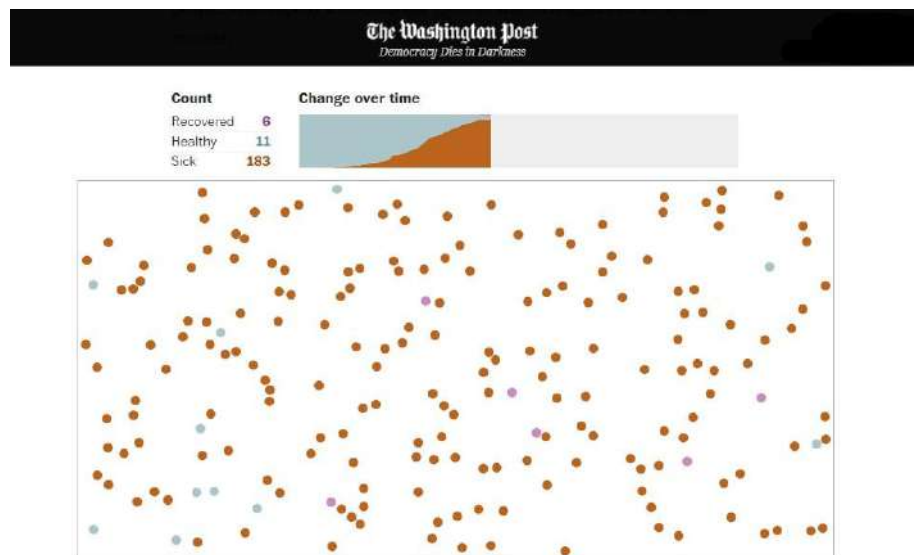 The Washington Post
Democracy Dies in Darkness
Count
Change over time
Recovered 6
Healthy 11
Sick 183